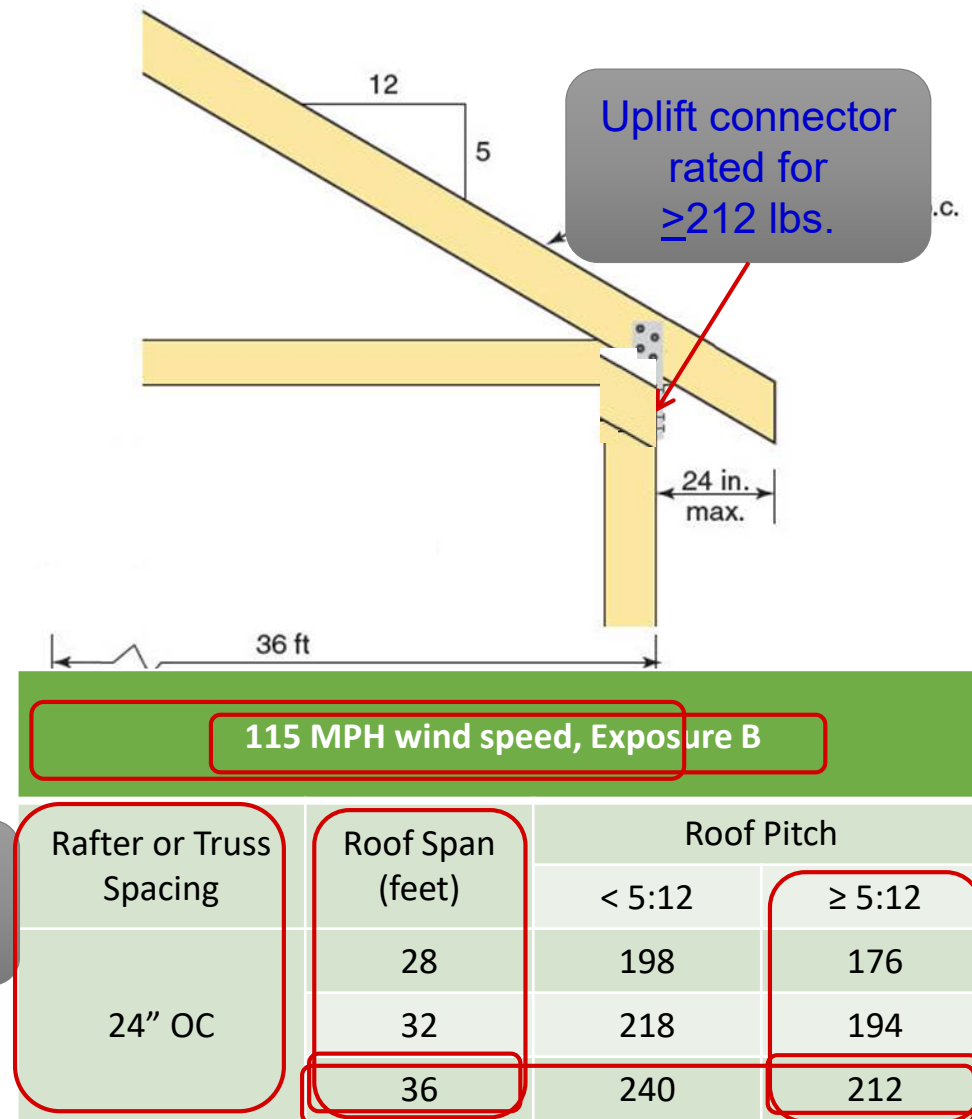 12
5
Uplift connector
rated for
≥212 lbs.
.c.
24 in.
max.
36 ft
115 MPH wind speed, Exposure B
Rafter or Truss
Spacing
Roof Span
(feet)
Roof Pitch
< 5:12
≥ 5:12
24” OC
28
198
176
32
218
194
36
240
212